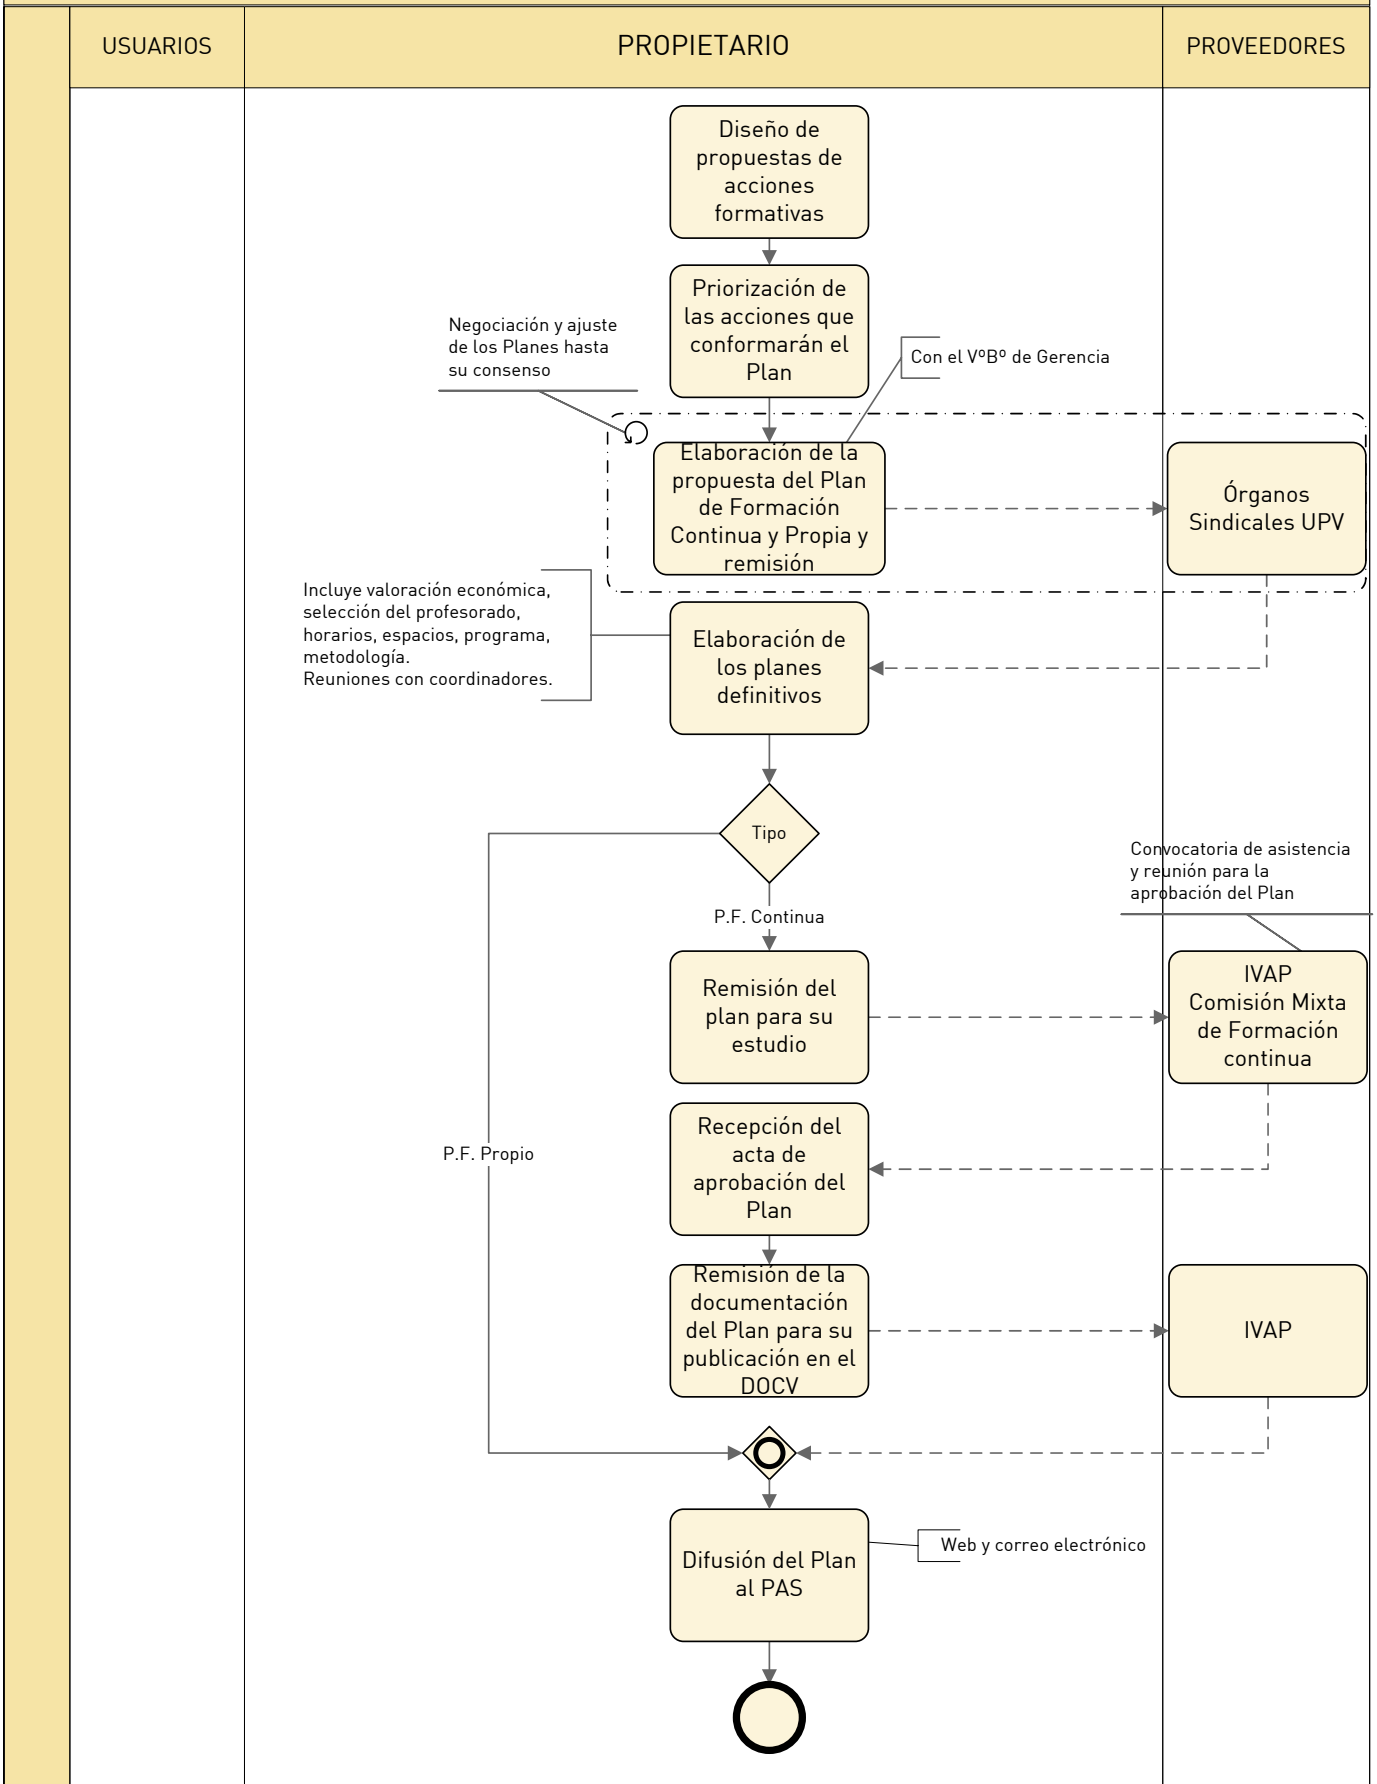 USUARIOS
PROPIETARIO
PROVEEDORES
Diseño de
propuestas de
acciones
formativas
Priorización de
las acciones que
conformarán el
Plan
Negociación y ajuste
de los Planes hasta
su consenso
Con el VºBº de Gerencia
Elaboración de la
propuesta del Plan
de Formación
Continua y Propia y
remisión
Órganos
Sindicales UPV
Incluye valoración económica,
selección del profesorado,
horarios, espacios, programa,
metodología.
Reuniones con coordinadores.
Elaboración de
los planes
definitivos
Tipo
Convocatoria de asistencia
y reunión para la
aprobación del Plan
P.F. Continua
Remisión del
plan para su
estudio
IVAP
Comisión Mixta
de Formación
continua
P.F. Propio
Recepción del
acta de
aprobación del
Plan
Remisión de la
documentación
del Plan para su
publicación en el
DOCV
IVAP
Difusión del Plan
al PAS
Web y correo electrónico